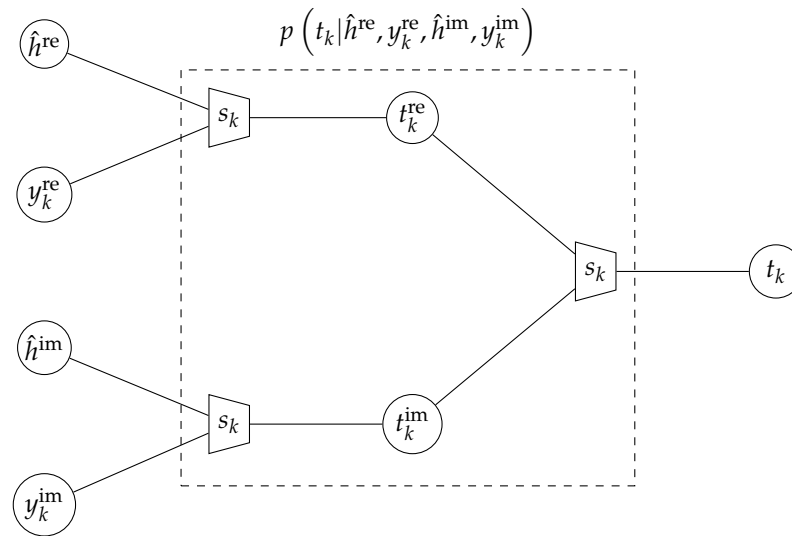 p(t_k|ĥ^re, y_k^re, ĥ^im, y_k^im)
ĥ^re
s_k
t_k^re
y_k^re
s_k
t_k
ĥ^im
s_k
t_k^im
y_k^im